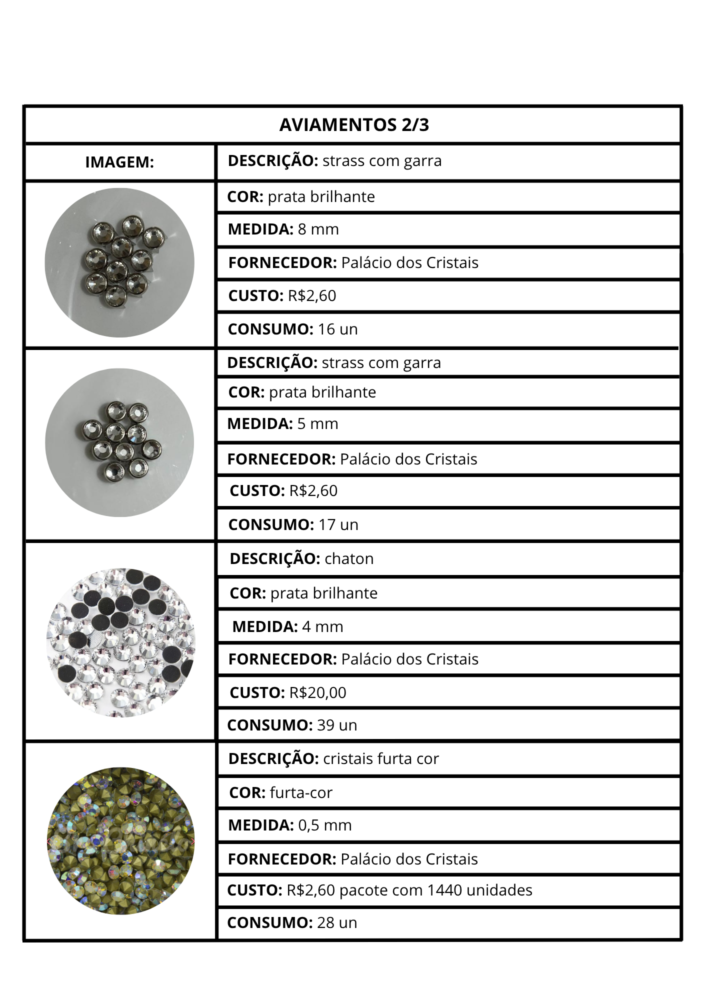 AVIAMENTOS 2/3
IMAGEM:
DESCRIÇÃO: strass com garra
COR: prata brilhante
MEDIDA: 8 mm
FORNECEDOR: Palácio dos Cristais
CUSTO: R$2,60
CONSUMO: 16 un
DESCRIÇÃO: strass com garra
COR: prata brilhante
MEDIDA: 5 mm
FORNECEDOR: Palácio dos Cristais
CUSTO: R$2,60
CONSUMO: 17 un
DESCRIÇÃO: chaton
COR: prata brilhante
MEDIDA: 4 mm
FORNECEDOR: Palácio dos Cristais
CUSTO: R$20,00
CONSUMO: 39 un
DESCRIÇÃO: cristais furta cor
COR: furta-cor
MEDIDA: 0,5 mm
FORNECEDOR: Palácio dos Cristais
CUSTO: R$2,60 pacote com 1440 unidades
CONSUMO: 28 un